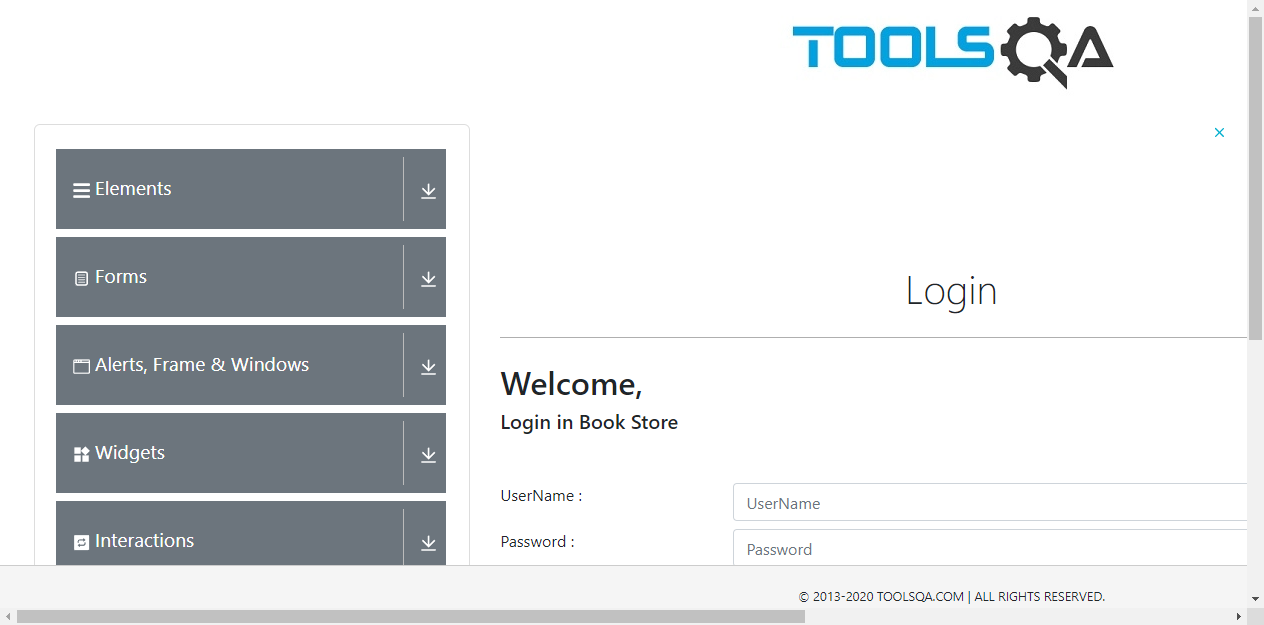 TOOLSQA
Elements
Forms
Alerts, Frame & Windows
Widgets
Interactions
Login
Welcome,
Login in Book Store
UserName :
UserName
Password :
Password
© 2013-2020 TOOLSQA.COM | ALL RIGHTS RESERVED.